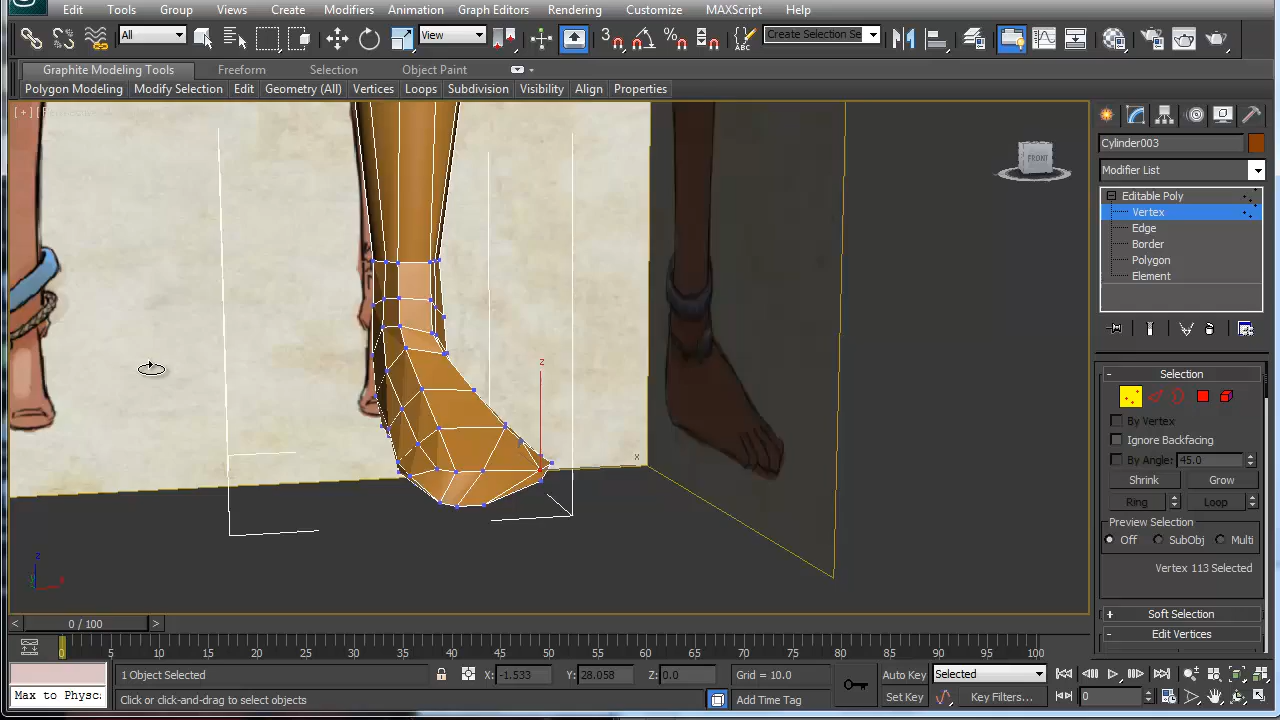 Edit Tools Group Views Create Modifiers Animation Graph Editors Rendering Customize MAXScript Help
All View 3 Create Selection Se
Graphite Modeling Tools Freeform Selection Object Paint
Polygon Modeling Modify Selection Edit Geometry (All) Vertices Loops Subdivision Visibility Align Properties
[ + ] [
FRONT
z
x
z
x
Cylinder003
Modifier List
Editable Poly
Vertex
Edge
Border
Polygon
Element
- Selection
By Vertex
Ignore Backfacing
By Angle: 45.0
Shrink Grow
Ring Loop
Preview Selection
Off SubObj Multi
Vertex 113 Selected
+ Soft Selection
- Edit Vertices
< 0 / 100 >
0 5 10 15 20 25 30 35 40 45 50 55 60 65 70 75 80 85 90 95 100
1 Object Selected X: -1.533 Y: 28.058 Z: 0.0 Grid = 10.0 Auto Key Selected
Max to Physc Click or click-and-drag to select objects Add Time Tag Set Key Key Filters... 0